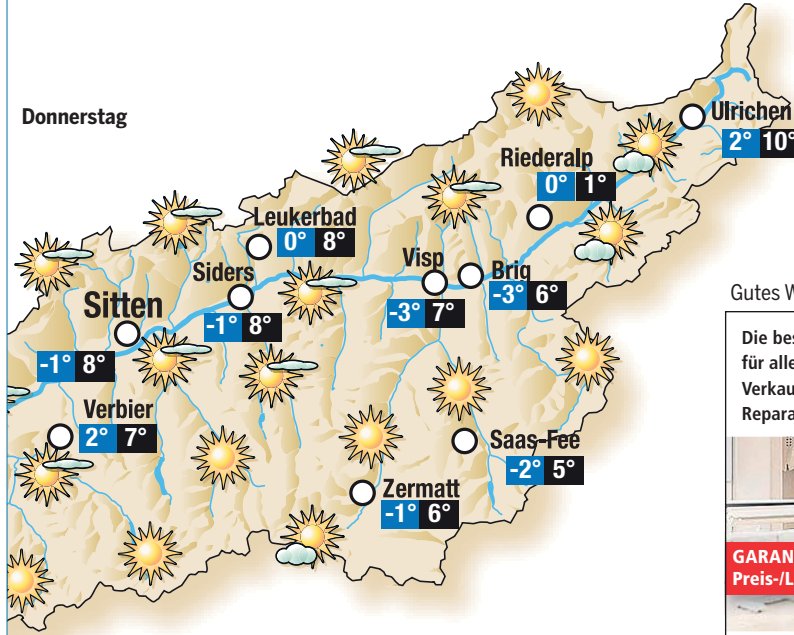 Donnerstag
Ulrichen
2° 10°
Riederalp
0° 1°
Leukerbad
0° 8°
Visp
-3° 7°
Brig
-3° 6°
Siders
-1° 8°
Sitten
-1° 8°
Verbier
2° 7°
Saas-Fee
-2° 5°
Zermatt
-1° 6°
Gutes W
Die bes
für alle
Verkau
Repara
GARAN
Preis-/L